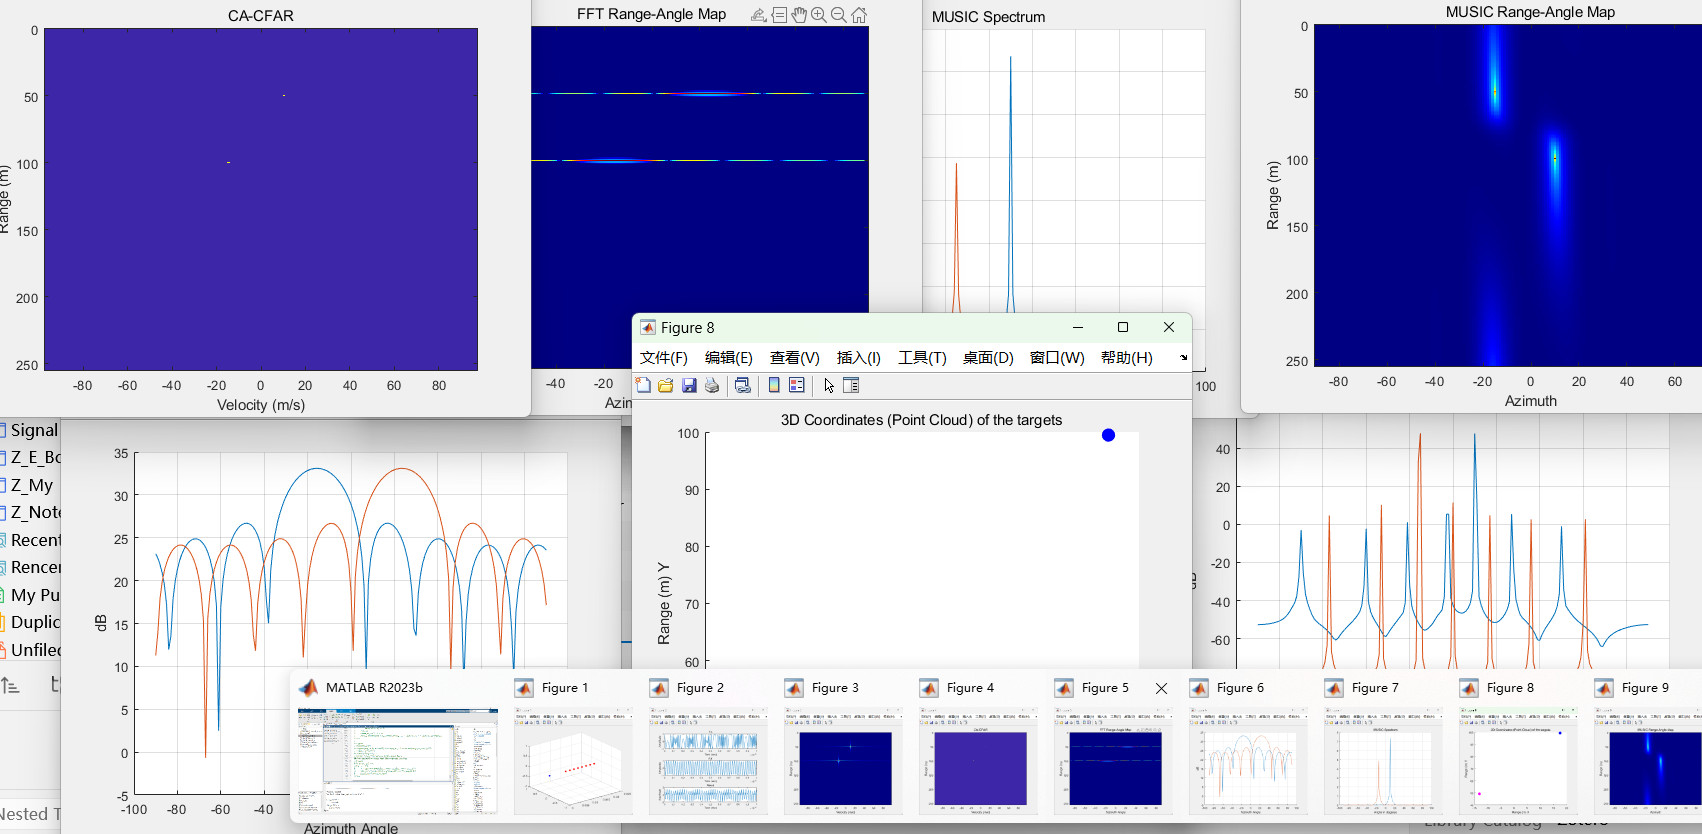 CA-CFAR
0
50
100
150
200
250
Range (m)
-80
-60
-40
-20
0
20
40
60
80
Velocity (m/s)
FFT Range-Angle Map
-40
-20
MUSIC Spectrum
100
MUSIC Range-Angle Map
0
50
100
150
200
250
Range (m)
-80
-60
-40
-20
0
20
40
60
Azimuth
Figure 8
文件(F) 编辑(E) 查看(V) 插入(I) 工具(T) 桌面(D) 窗口(W) 帮助(H)
3D Coordinates (Point Cloud) of the targets
100
90
80
70
60
Range (m) Y
Signal
Z_My
Z_Note
Recent
My Pu
Duplic
Unfiled
Nested T
35
30
25
20
15
10
5
0
-5
dB
-100
-80
-60
-40
Azimuth Angle
40
20
0
-20
-40
-60
MATLAB R2023b
Figure 1
Figure 2
Figure 3
Figure 4
Figure 5
Figure 6
Figure 7
Figure 8
Figure 9